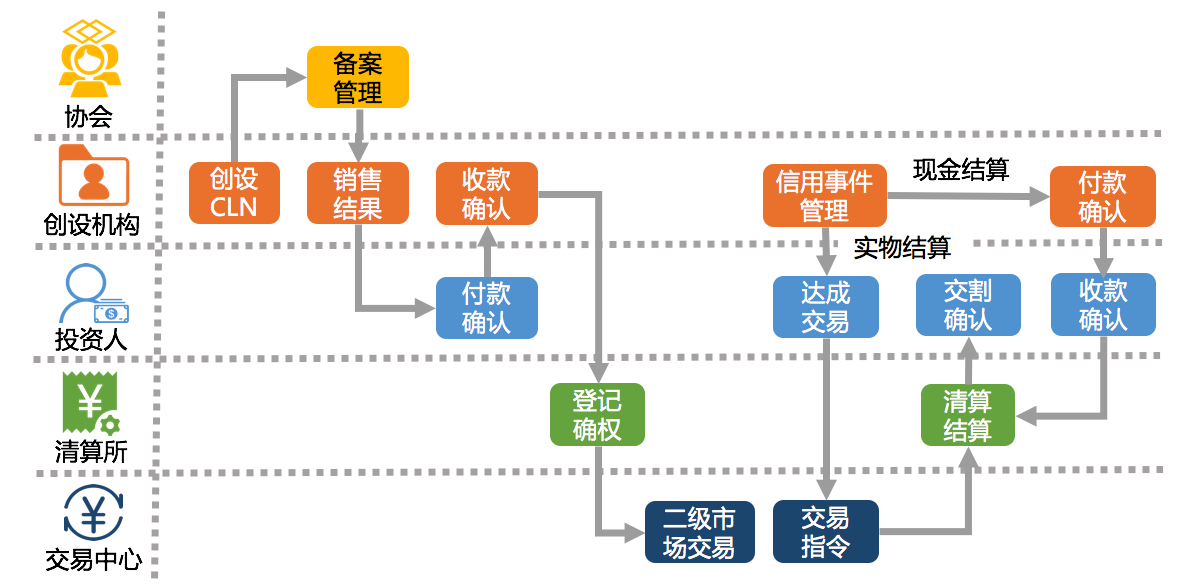 协会
备案
管理
创设机构
创设
CLN
销售
结果
收款
确认
信用事件
管理
现金结算
付款
确认
实物结算
投资人
付款
确认
达成
交易
交割
确认
收款
确认
清算所
¥
登记
确权
清算
结算
交易中心
¥
二级市
场交易
交易
指令
$